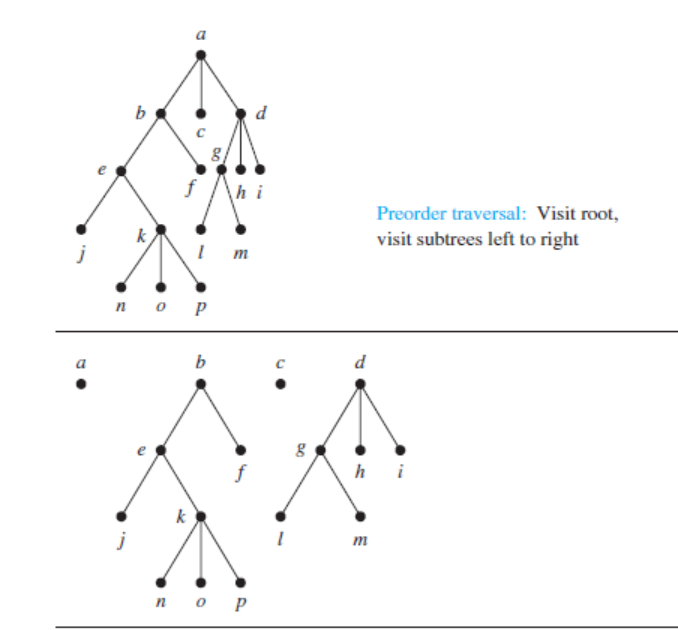 a
b
c
d
e
f
g
h i
j
k
l
m
n o p
Preorder traversal: Visit root,
visit subtrees left to right
a b c d
e
f
g
h i
j
k
l
m
n o p